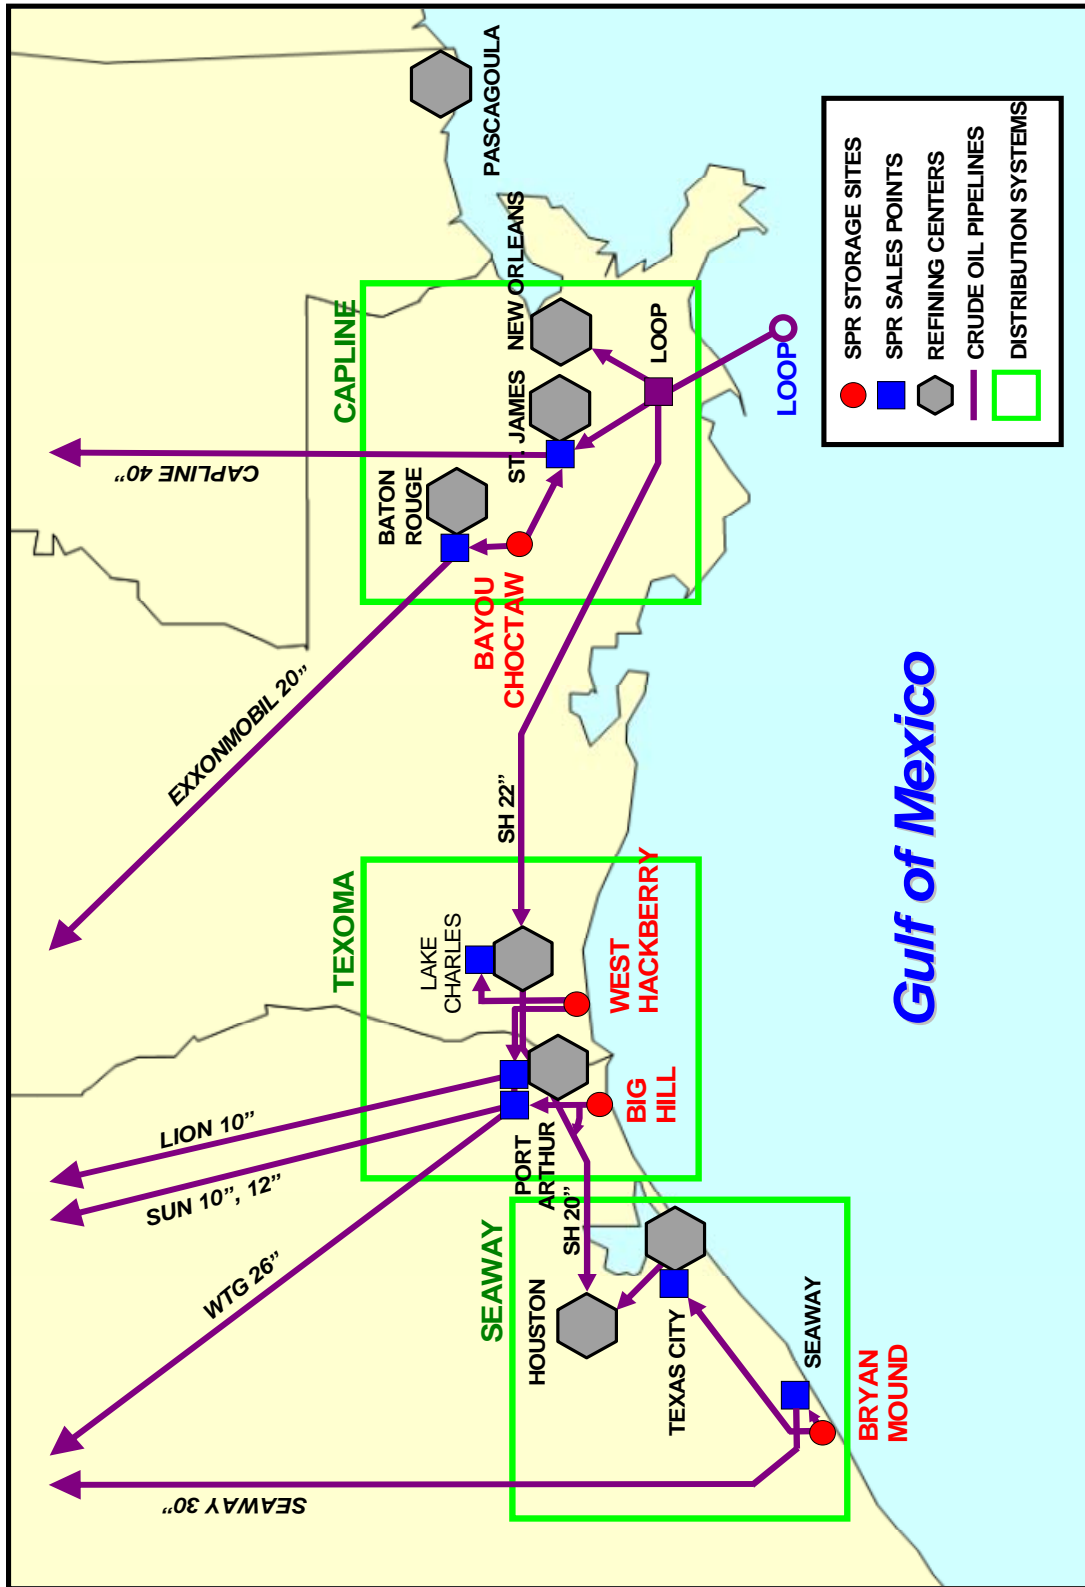 SEAWAY 30”
WTG 26”
SUN 10”, 12”
LION 10”
EXXONMOBIL 20”
CAPLINE 40”
SEAWAY
TEXOMA
CAPLINE
HOUSTON
TEXAS CITY
SEAWAY
BRYAN
MOUND
SH 20”
PORT
ARTHUR
BIG
HILL
LAKE
CHARLES
WEST
HACKBERRY
SH 22”
BATON
ROUGE
BAYOU
CHOCTAW
ST. JAMES
NEW ORLEANS
LOOP
LOOP
PASCAGOULA
Gulf of Mexico
SPR STORAGE SITES
SPR SALES POINTS
REFINING CENTERS
CRUDE OIL PIPELINES
DISTRIBUTION SYSTEMS